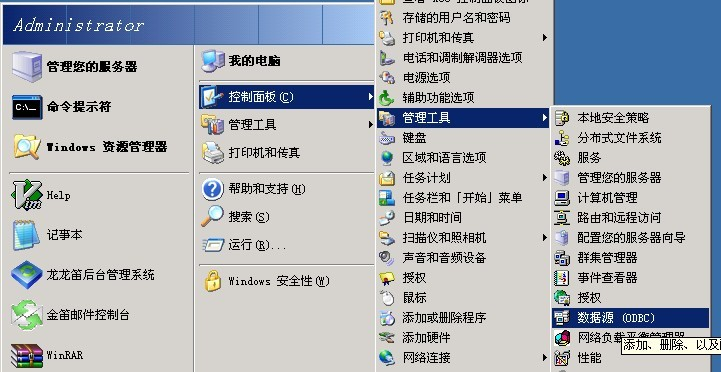 Administrator
管理您的服务器
命令提示符
Windows 资源管理器
Help
记事本
龙龙笛后台管理系统
金笛邮件控制台
WinRAR
我的电脑
控制面板(C)
管理工具
打印机和传真
帮助和支持(H)
搜索(S)
运行(R)...
Windows 安全性(W)
存储的用户名和密码
打印机和传真
电话和调制解调器选项
电源选项
辅助功能选项
管理工具
键盘
区域和语言选项
任务计划
任务栏和「开始」菜单
日期和时间
扫描仪和照相机
声音和音频设备
授权
鼠标
添加或删除程序
添加硬件
网络连接
本地安全策略
分布式文件系统
服务
管理您的服务器
计算机管理
路由和远程访问
配置您的服务器向导
群集管理器
事件查看器
授权
数据源 (ODBC)
网络负载平衡管理器
添加、删除、以及
性能